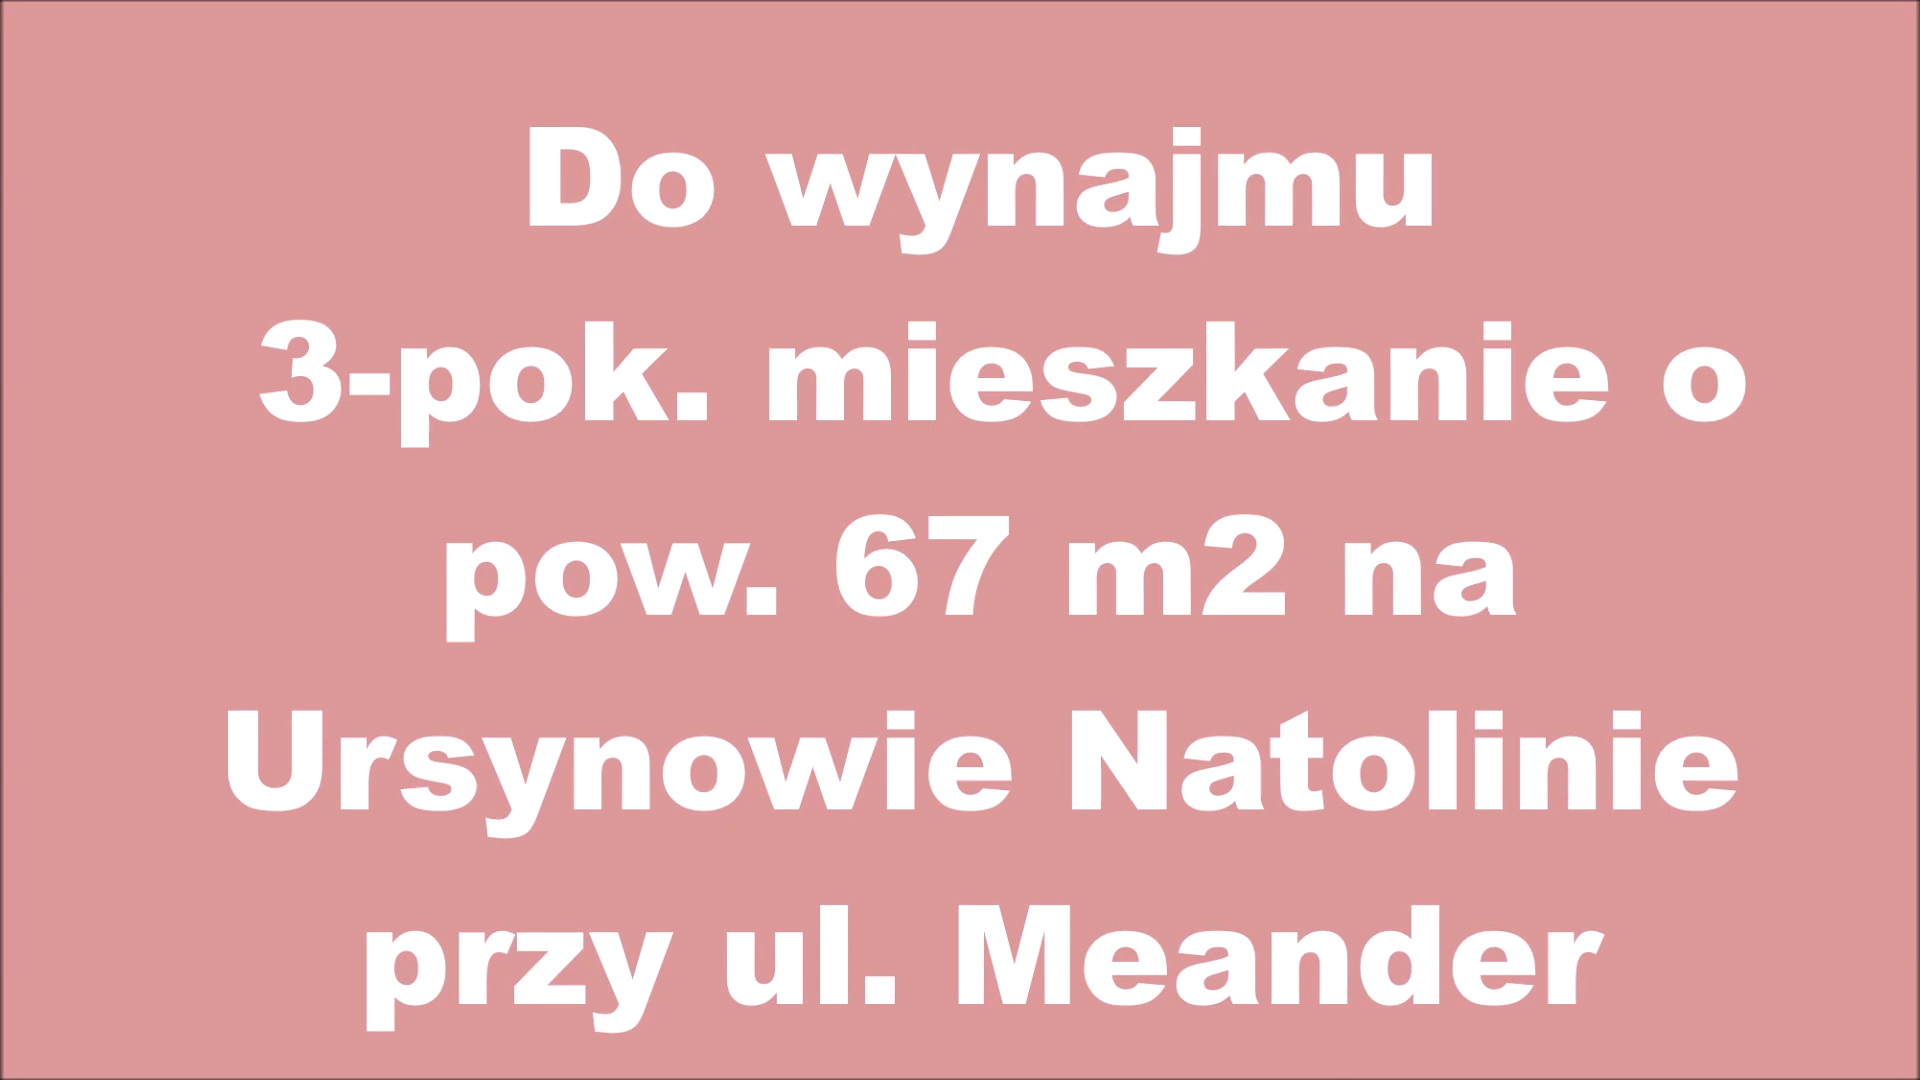 Do wynajmu
3-pok. mieszkanie o
pow. 67 m2 na
Ursynowie Natolinie
przy ul. Meander